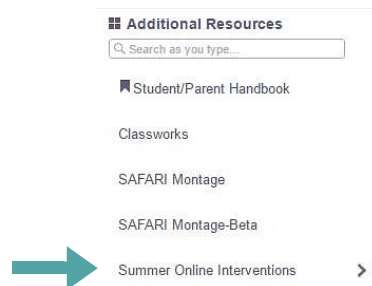 Additional Resources
Search as you type...
Student/Parent Handbook
Classworks
SAFARI Montage
SAFARI Montage-Beta
Summer Online Interventions